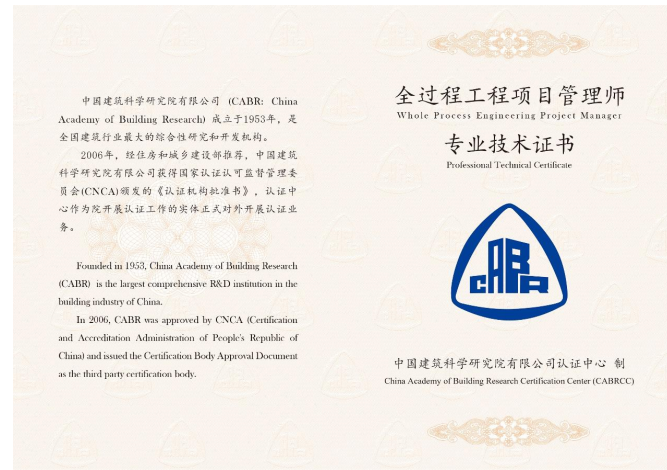 中国建筑科学研究院有限公司 (CABR: China
Academy of Building Research) 成立于1953年，是
全国建筑行业最大的综合性研究和开发机构。
2006年，经住房和城乡建设部推荐，中国建筑
科学研究院有限公司获得国家认证认可监督管理委
员会(CNCA)颁发的《认证机构批准书》，认证中
心作为院开展认证工作的实体正式对外开展认证业
务。
Founded in 1953, China Academy of Building Research
(CABR) is the largest comprehensive R&D institution in the
building industry of China.
In 2006, CABR was approved by CNCA (Certification
and Accreditation Administration of People's Republic of
China) and issued the Certification Body Approval Document
as the third party certification body.
全过程工程项目管理师
Whole Process Engineering Project Manager
专业技术证书
Professional Technical Certificate
CABR
中国建筑科学研究院有限公司认证中心 制
China Academy of Building Research Certification Center (CABRCC)